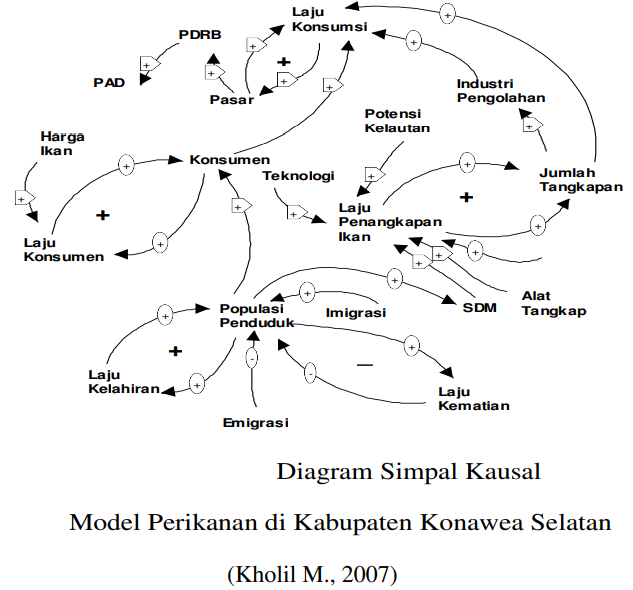 Laju
Konsumsi
PDRB
PAD
Pasar
Industri
Pengolahan
Potensi
Kelautan
Harga
Ikan
Konsumen
Teknologi
Jumlah
Tangkapan
Laju
Penangkapan
Ikan
Laju
Konsumen
Alat
Tangkap
SDM
Imigrasi
Populasi
Penduduk
Laju
Kelahiran
Laju
Kematian
Emigrasi
Diagram Simpal Kausal
Model Perikanan di Kabupaten Konawea Selatan
(Kholil M., 2007)